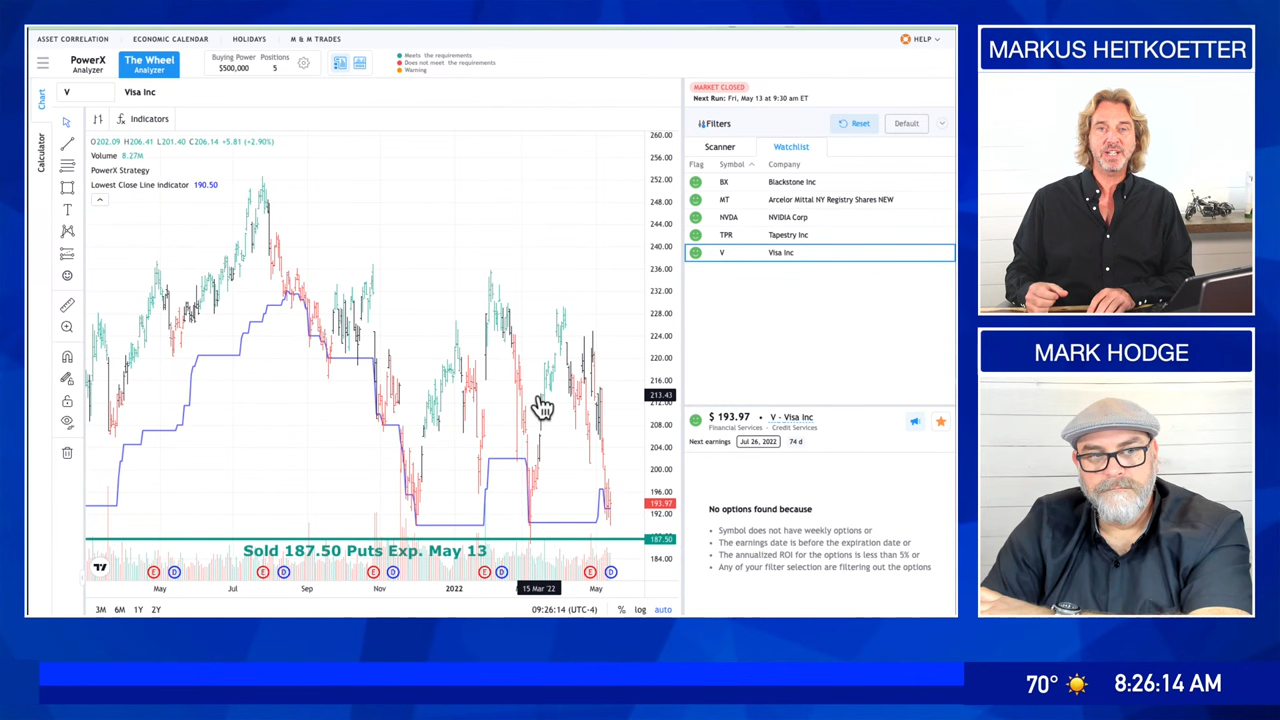 ASSET CORRELATION ECONOMIC CALENDAR HOLIDAYS M & M TRADES HELP
PowerX Analyzer
The Wheel Analyzer
Buying Power Positions
$500,000 5
Meets the requirements
Does not meet the requirements
Warning
Chart
Calculator
V Visa Inc
Indicators
O202.09 H206.41 L201.40 C206.14 +5.81 (+2.90%)
Volume 8.27M
PowerX Strategy
Lowest Close Line indicator 190.50
260.00
256.00
252.00
248.00
244.00
240.00
236.00
232.00
228.00
224.00
220.00
216.00
213.43
212.00
208.00
204.00
200.00
196.00
193.97
192.00
187.50
184.00
Sold 187.50 Puts Exp. May 13
E D E D E D E D E D
May Jul Sep Nov 2022 15 Mar '22 May
3M 6M 1Y 2Y 09:26:14 (UTC-4) % log auto
MARKET CLOSED
Next Run: Fri, May 13 at 9:30 am ET
Filters Reset Default
Scanner Watchlist
Flag Symbol Company
BX Blackstone Inc
MT Arcelor Mittal NY Registry Shares NEW
NVDA NVIDIA Corp
TPR Tapestry Inc
V Visa Inc
$ 193.97 • V - Visa Inc
Financial Services - Credit Services
Next earnings Jul 26, 2022 74 d
No options found because
• Symbol does not have weekly options or
• The earnings date is before the expiration date or
• The annualized ROI for the options is less than 5% or
• Any of your filter selection are filtering out the options
MARKUS HEITKOETTER
MARK HODGE
70° 8:26:14 AM